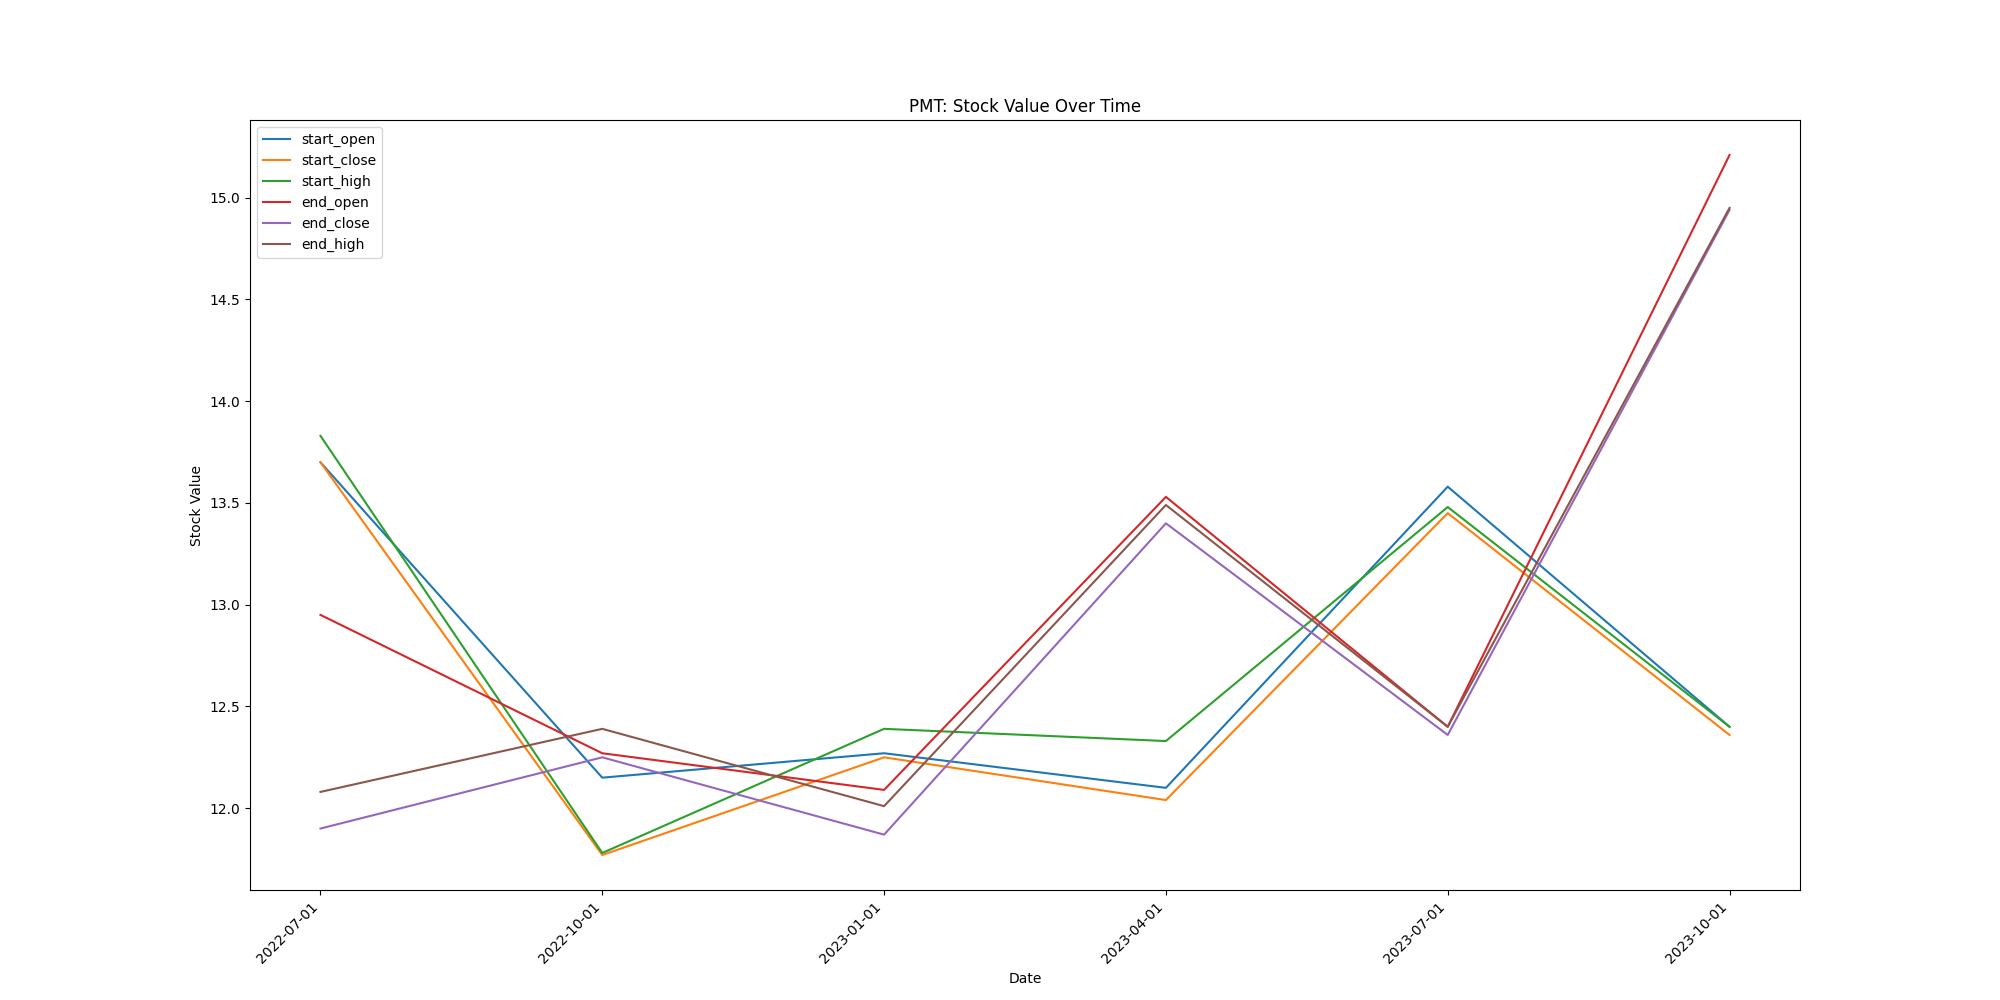 PMT: Stock Value Over Time
start_open
start_close
start_high
end_open
end_close
end_high
Stock Value
15.0
14.5
14.0
13.5
13.0
12.5
12.0
2022-07-01
2022-10-01
2023-01-01
2023-04-01
2023-07-01
2023-10-01
Date